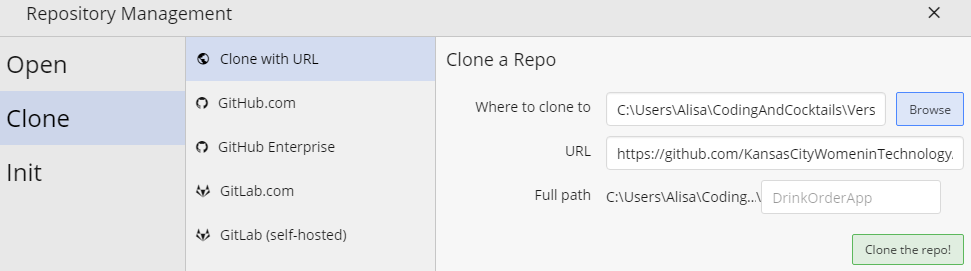 Repository Management
Open
Clone
Init
Clone with URL
GitHub.com
GitHub Enterprise
GitLab.com
GitLab (self-hosted)
Clone a Repo
Where to clone to C:\Users\Alisa\CodingAndCocktails\Vers Browse
URL https://github.com/KansasCityWomeninTechnology.
Full path C:\Users\Alisa\Coding...\ DrinkOrderApp
Clone the repo!